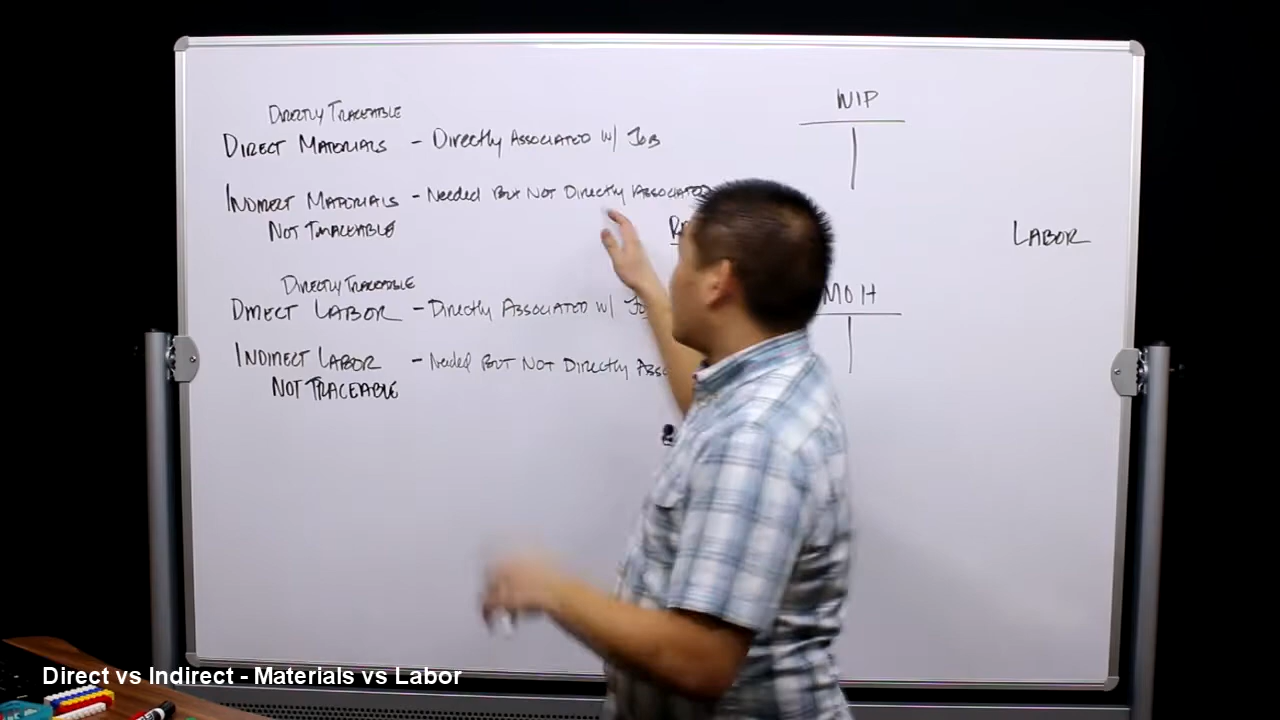 DIRECTLY TRACEABLE
DIRECT MATERIALS - DIRECTLY ASSOCIATED W/ JOB
INDIRECT MATERIALS - NEEDED BUT NOT DIRECTLY ASSOCIATED
NOT TRACEABLE
DIRECTLY TRACEABLE
DIRECT LABOR - DIRECTLY ASSOCIATED W/
INDIRECT LABOR - NEEDED BUT NOT DIRECTLY
NOT TRACEABLE
WIP
MOH
LABOR
Direct vs Indirect - Materials vs Labor